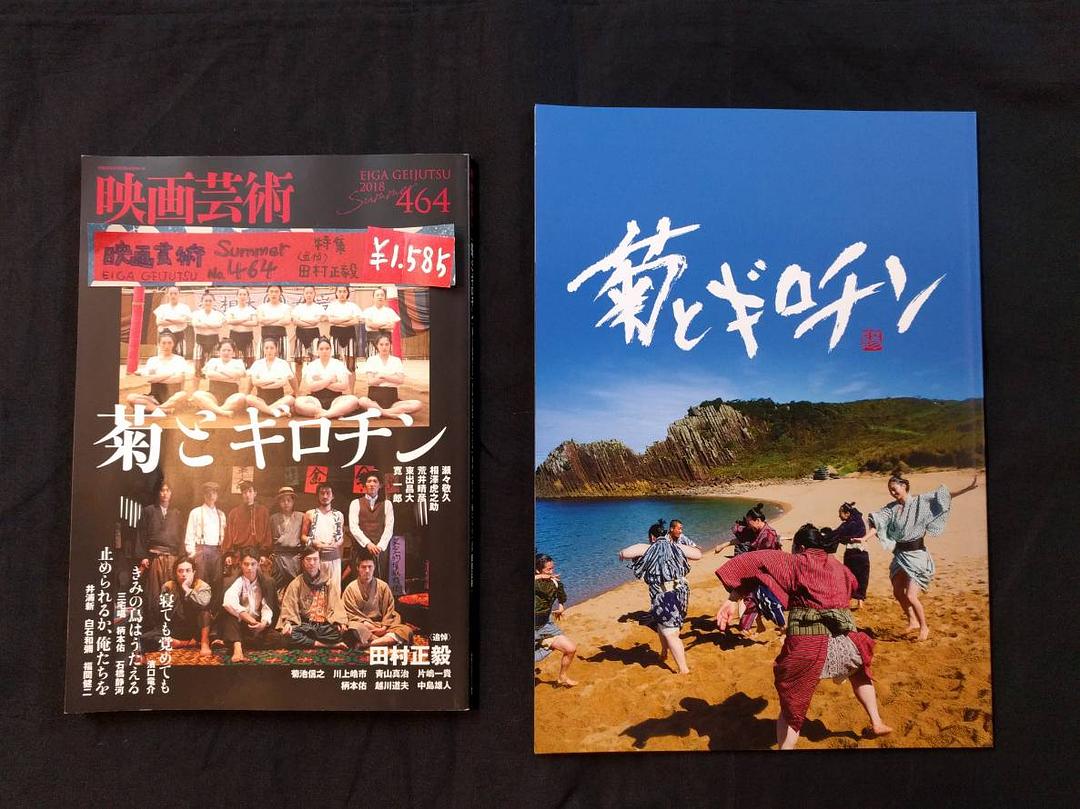 映画芸術
EIGA GEIJUTSU
2018
Summer
464
映画芸術 Summer 特集
EIGA GEIJUTSU No.464 (追悼) 田村正毅
¥1.585
菊とギロチン
瀬々敬久
相澤虎之助
荒井晴彦
東出昌大
寛一郎
寝ても覚めても
濱口竜介
きみの鳥はうたえる
三宅唱 柄本佑 石橋静河
止められるか、俺たちを
井浦新 白石和彌 福間健二
〈追悼〉
田村正毅
菊池信之 川上皓市 青山真治 片嶋一貴
柄本佑 越川道夫 中島雄人
菊とギロチン